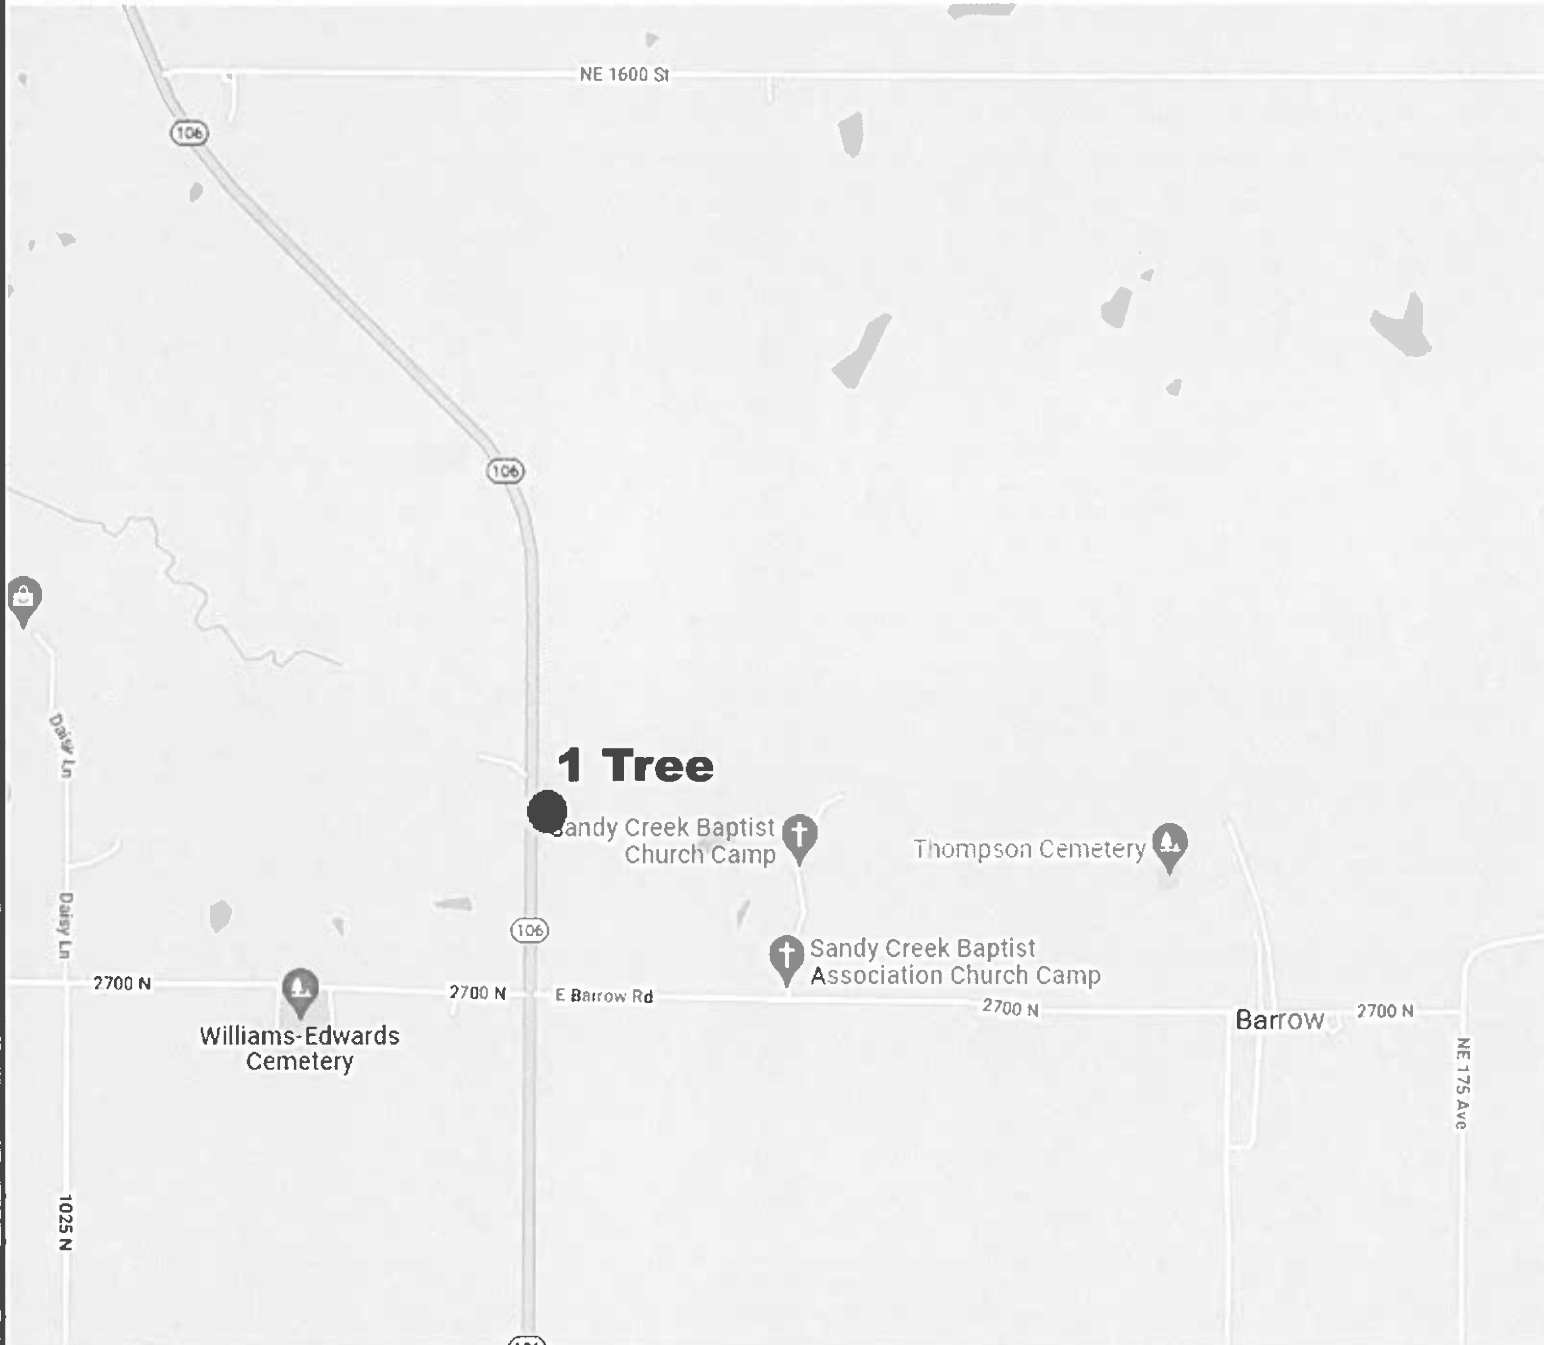 NE 1600 St
106
106
Daisy Ln
1 Tree
Sandy Creek Baptist
Church Camp
Thompson Cemetery
Daisy Ln
106
Sandy Creek Baptist
Association Church Camp
2700 N
2700 N
E Barrow Rd
2700 N
Barrow
2700 N
Williams-Edwards
Cemetery
NE 175 Ave
1025 N